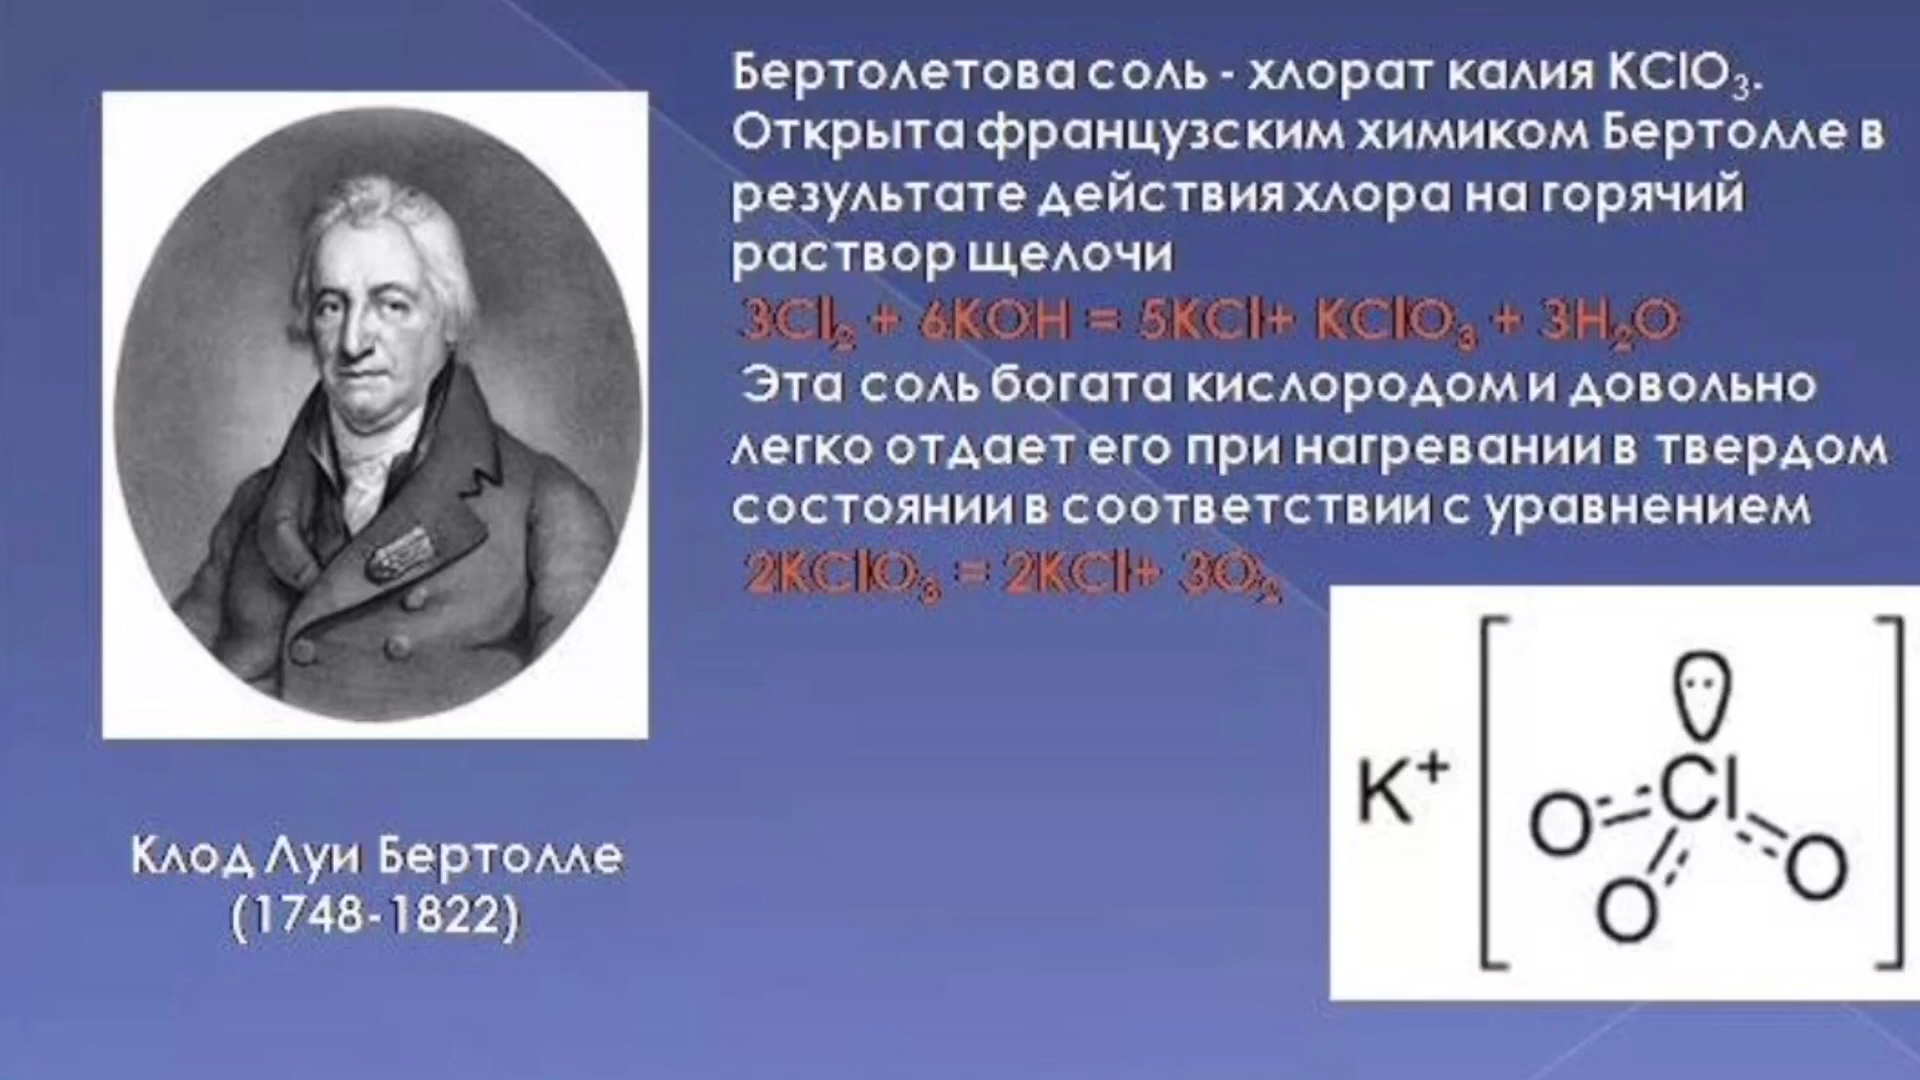 Бертолетова соль - хлорат калия KClO₃.
Открыта французским химиком Бертолле в
результате действия хлора на горячий
раствор щелочи
3Cl₂ + 6KOH = 5KCl+ KClO₃ + 3H₂O
Эта соль богата кислородом и довольно
легко отдает его при нагревании в твердом
состоянии в соответствии с уравнением
2KClO₃ = 2KCl+ 3O₂
Клод Луи Бертолле
(1748-1822)
K⁺
Cl
O
O
O